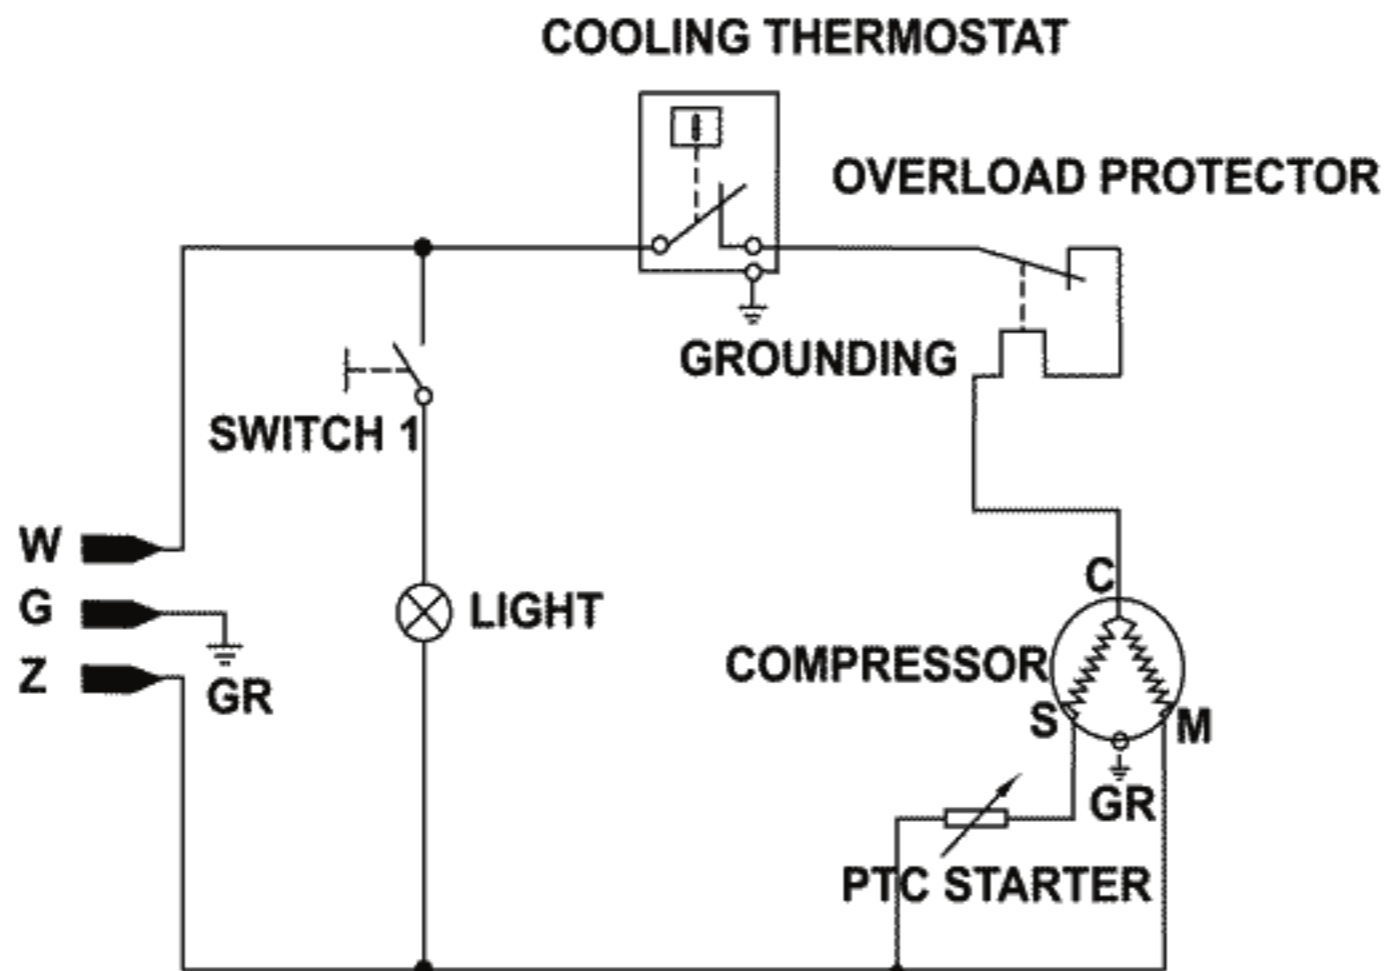 COOLING THERMOSTAT
OVERLOAD PROTECTOR
GROUNDING
SWITCH 1
W
G
Z
GR
LIGHT
C
COMPRESSOR
S
M
GR
PTC STARTER